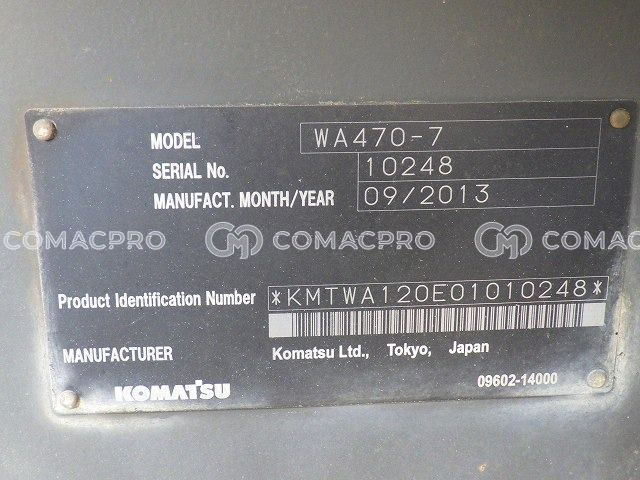 MODEL WA470-7
SERIAL No. 10248
MANUFACT. MONTH/YEAR 09/2013
COMACPRO COMACPRO COMACPRO
Product Identification Number *KMTWA120E01010248*
MANUFACTURER Komatsu Ltd., Tokyo, Japan
KOMATSU 09602-14000